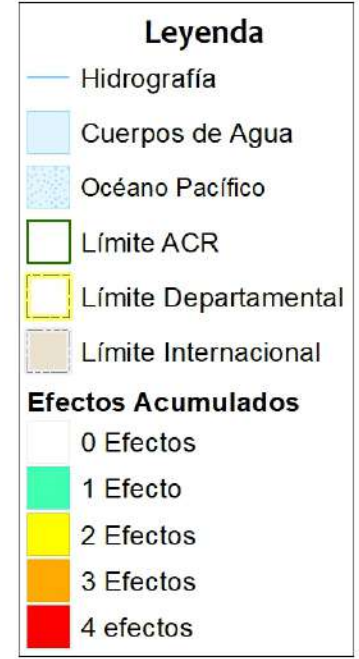 Leyenda
Hidrografía
Cuerpos de Agua
Océano Pacífico
Límite ACR
Límite Departamental
Límite Internacional
Efectos Acumulados
0 Efectos
1 Efecto
2 Efectos
3 Efectos
4 efectos